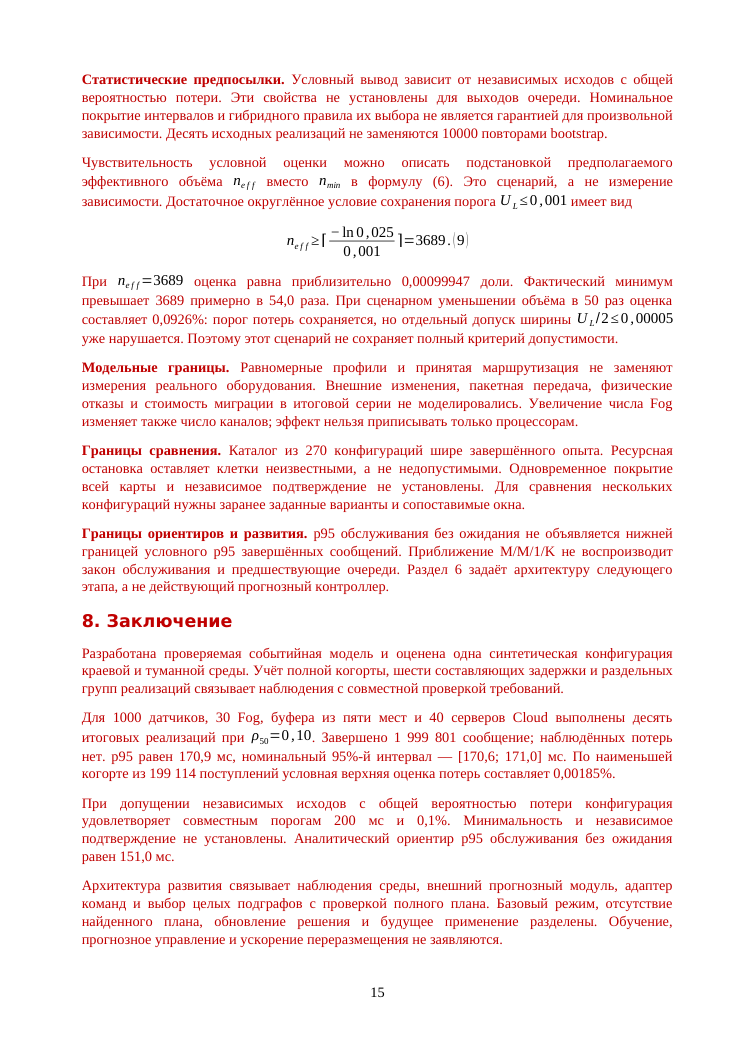 Статистические предпосылки. Условный вывод зависит от независимых исходов с общей
вероятностью потери. Эти свойства не установлены для выходов очереди. Номинальное
покрытие интервалов и гибридного правила их выбора не является гарантией для произвольной
зависимости. Десять исходных реализаций не заменяются 10000 повторами bootstrap.
Чувствительность условной оценки можно описать подстановкой предполагаемого
эффективного объёма n_eff вместо n_min в формулу (6). Это сценарий, а не измерение
зависимости. Достаточное округлённое условие сохранения порога U_L ≤ 0,001 имеет вид
n_eff ≥ ⌈ −ln 0,025 / 0,001 ⌉ = 3689. (9)
При n_eff = 3689 оценка равна приблизительно 0,00099947 доли. Фактический минимум
превышает 3689 примерно в 54,0 раза. При сценарном уменьшении объёма в 50 раз оценка
составляет 0,0926%: порог потерь сохраняется, но отдельный допуск ширины U_L/2 ≤ 0,00005
уже нарушается. Поэтому этот сценарий не сохраняет полный критерий допустимости.
Модельные границы. Равномерные профили и принятая маршрутизация не заменяют
измерения реального оборудования. Внешние изменения, пакетная передача, физические
отказы и стоимость миграции в итоговой серии не моделировались. Увеличение числа Fog
изменяет также число каналов; эффект нельзя приписывать только процессорам.
Границы сравнения. Каталог из 270 конфигураций шире завершённого опыта. Ресурсная
остановка оставляет клетки неизвестными, а не недопустимыми. Одновременное покрытие
всей карты и независимое подтверждение не установлены. Для сравнения нескольких
конфигураций нужны заранее заданные варианты и сопоставимые окна.
Границы ориентиров и развития. p95 обслуживания без ожидания не объявляется нижней
границей условного p95 завершённых сообщений. Приближение M/M/1/K не воспроизводит
закон обслуживания и предшествующие очереди. Раздел 6 задаёт архитектуру следующего
этапа, а не действующий прогнозный контроллер.
8. Заключение
Разработана проверяемая событийная модель и оценена одна синтетическая конфигурация
краевой и туманной среды. Учёт полной когорты, шести составляющих задержки и раздельных
групп реализаций связывает наблюдения с совместной проверкой требований.
Для 1000 датчиков, 30 Fog, буфера из пяти мест и 40 серверов Cloud выполнены десять
итоговых реализаций при ρ_50 = 0,10. Завершено 1 999 801 сообщение; наблюдённых потерь
нет. p95 равен 170,9 мс, номинальный 95%-й интервал — [170,6; 171,0] мс. По наименьшей
когорте из 199 114 поступлений условная верхняя оценка потерь составляет 0,00185%.
При допущении независимых исходов с общей вероятностью потери конфигурация
удовлетворяет совместным порогам 200 мс и 0,1%. Минимальность и независимое
подтверждение не установлены. Аналитический ориентир p95 обслуживания без ожидания
равен 151,0 мс.
Архитектура развития связывает наблюдения среды, внешний прогнозный модуль, адаптер
команд и выбор целых подграфов с проверкой полного плана. Базовый режим, отсутствие
найденного плана, обновление решения и будущее применение разделены. Обучение,
прогнозное управление и ускорение переразмещения не заявляются.
15